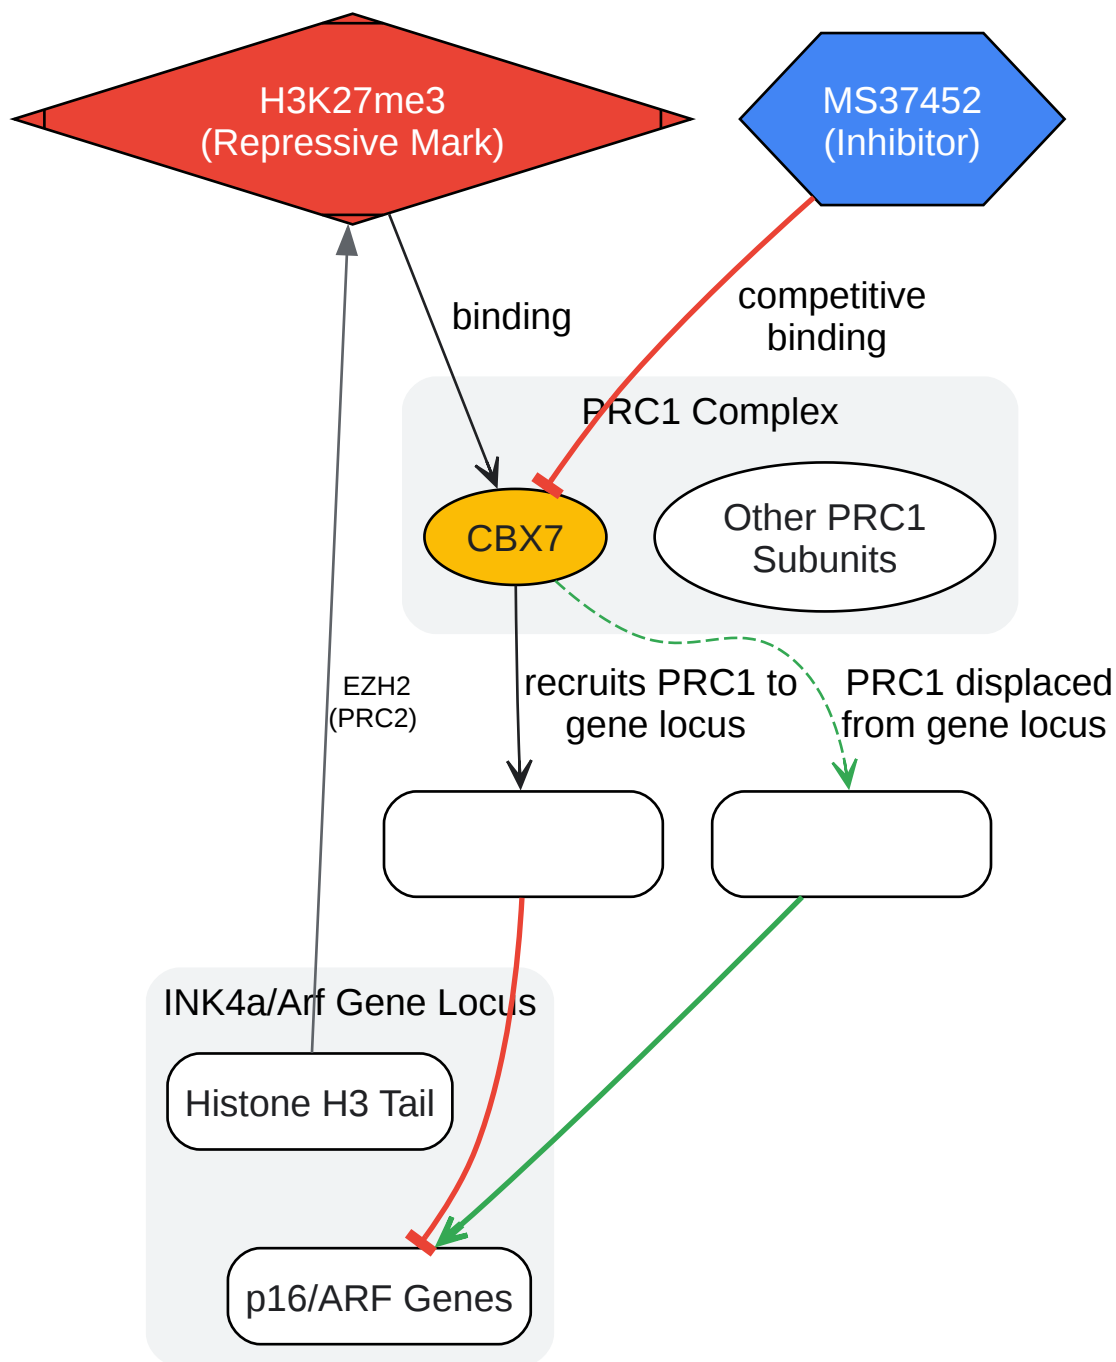 H3K27me3
(Repressive Mark)
MS37452
(Inhibitor)
binding
competitive
binding
PRC1 Complex
CBX7
Other PRC1
Subunits
EZH2
(PRC2)
recruits PRC1 to
gene locus
PRC1 displaced
from gene locus
INK4a/Arf Gene Locus
Histone H3 Tail
p16/ARF Genes